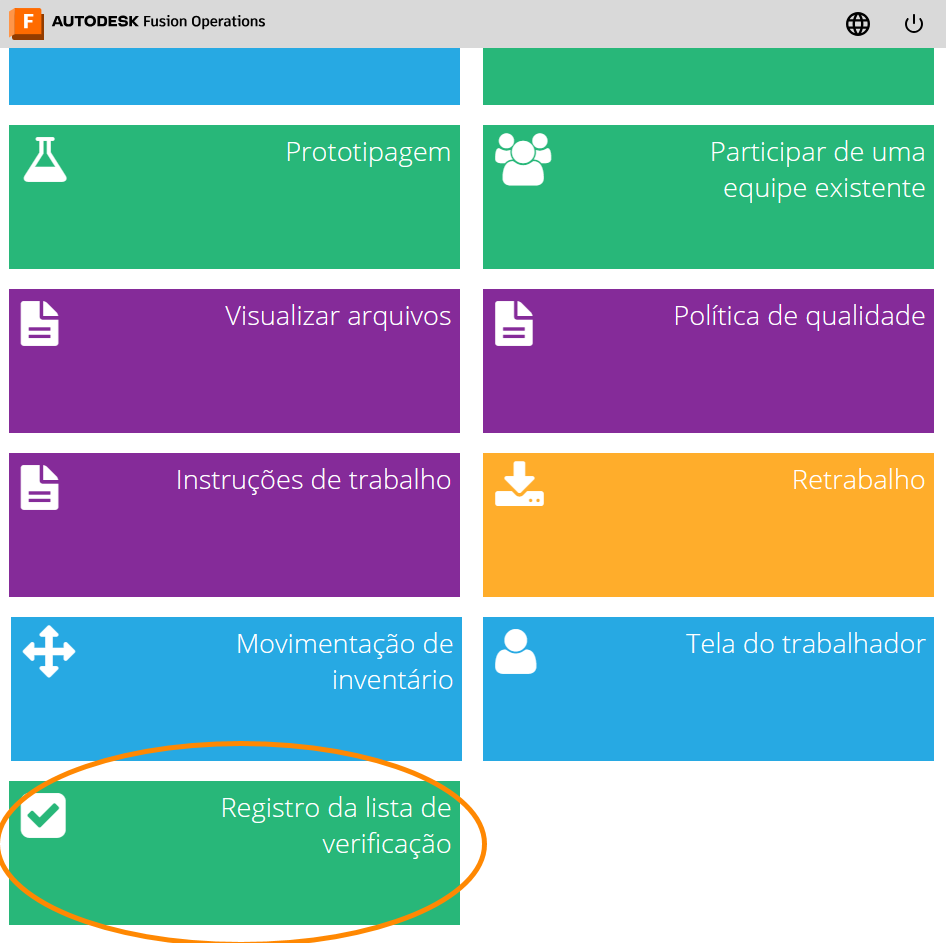 F AUTODESK Fusion Operations
Prototipagem
Participar de uma
equipe existente
Visualizar arquivos
Política de qualidade
Instruções de trabalho
Retrabalho
Movimentação de
inventário
Tela do trabalhador
Registro da lista de
verificação